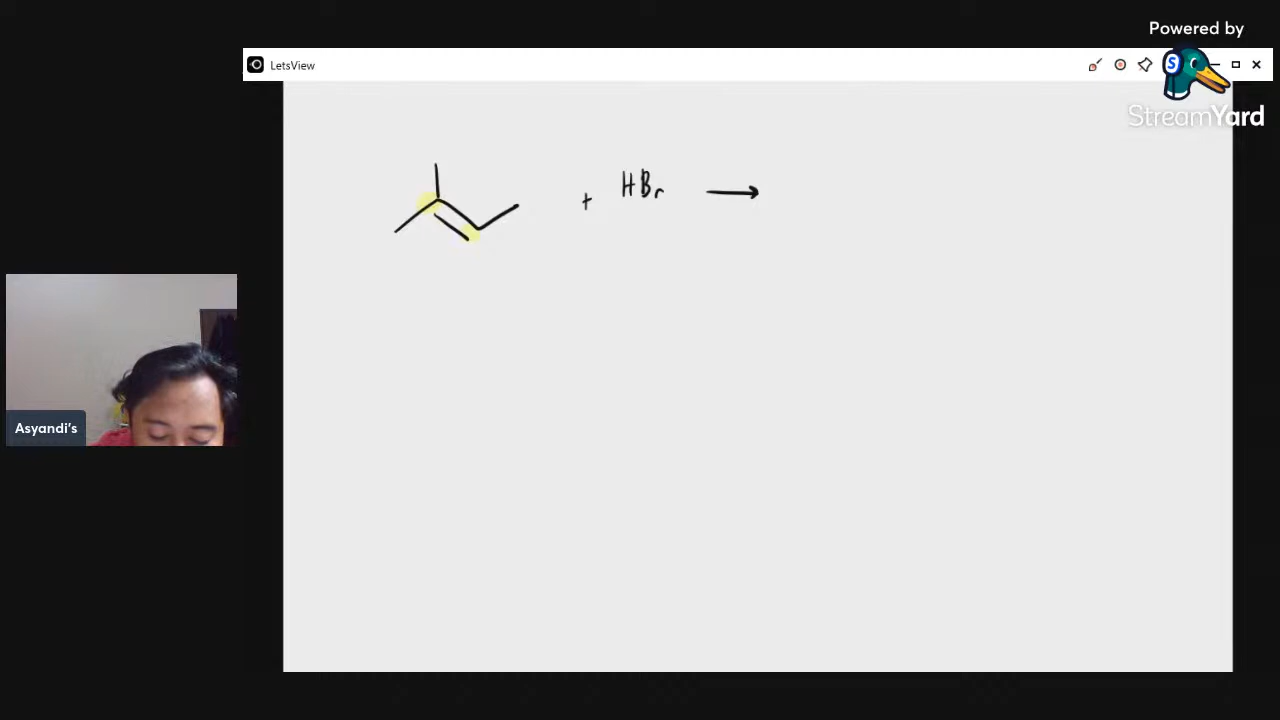 Powered by
LetsView
S
StreamYard
+ HBr →
Asyandi's